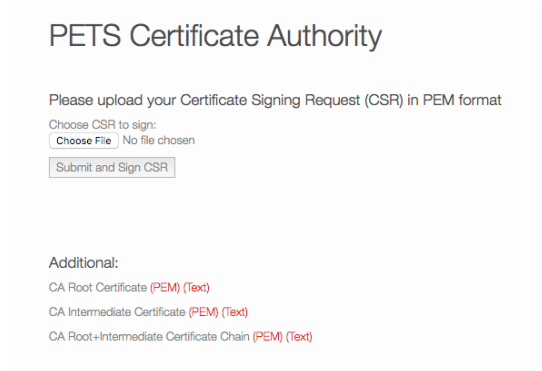 PETS Certificate Authority
Please upload your Certificate Signing Request (CSR) in PEM format
Choose CSR to sign:
Choose File No file chosen
Submit and Sign CSR
Additional:
CA Root Certificate (PEM) (Text)
CA Intermediate Certificate (PEM) (Text)
CA Root+Intermediate Certificate Chain (PEM) (Text)